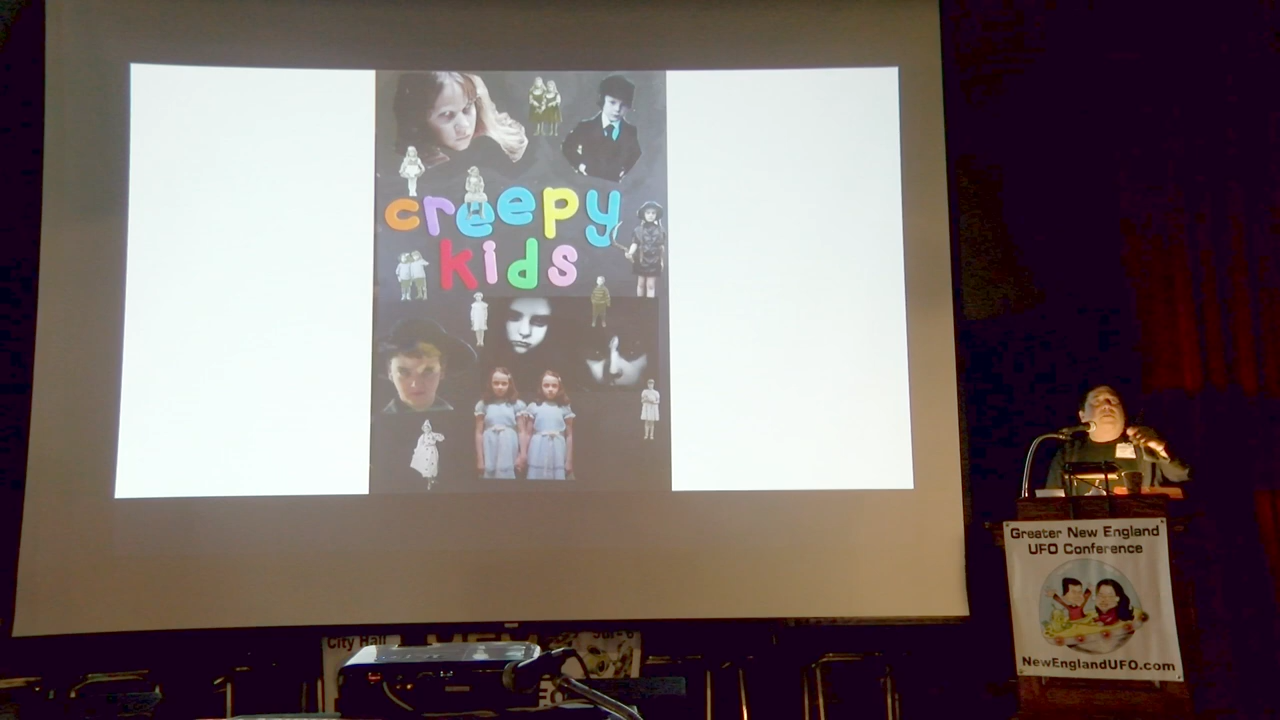 creepy
kids
Greater New England
UFO Conference
NewEnglandUFO.com
City Hall